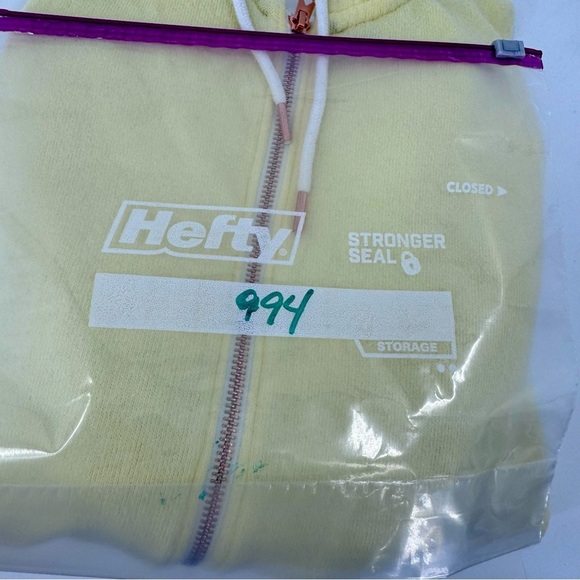 CLOSED
Hefty®
STRONGER
SEAL
994
STORAGE